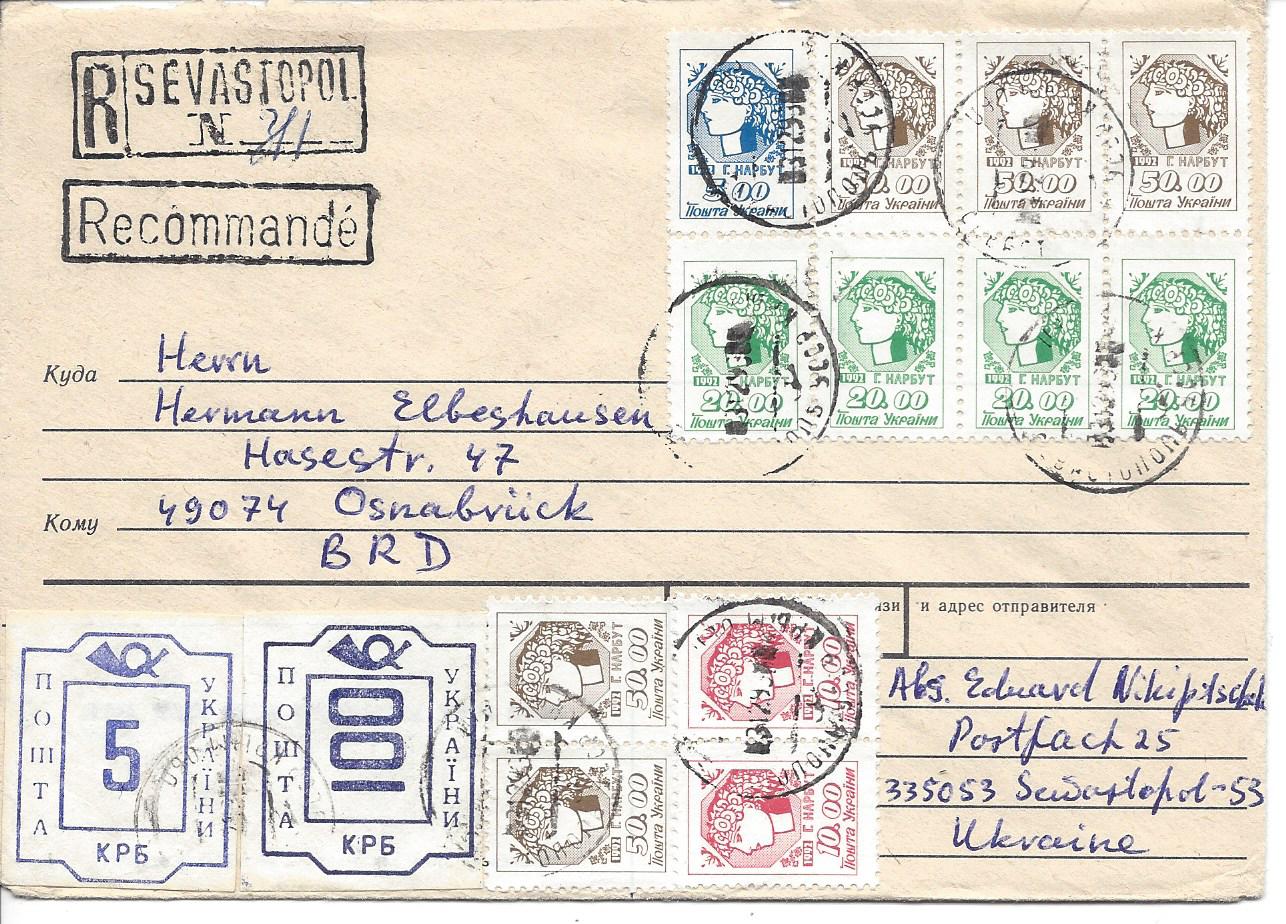 R SEVASTOPOL
N 211
Recommandé
1992 Г. НАРБУТ
5.00
Пошта України
1992 Г. НАРБУТ
50.00
Пошта України
1992 Г. НАРБУТ
50.00
Пошта України
1992 Г. НАРБУТ
50.00
Пошта України
1992 Г. НАРБУТ
20.00
Пошта України
1992 Г. НАРБУТ
20.00
Пошта України
1992 Г. НАРБУТ
20.00
Пошта України
1992 Г. НАРБУТ
20.00
Пошта України
Куда Herrn
Hermann Elbeshausen
Hasestr. 47
Кому 49074 Osnabrück
BRD
и адрес отправителя
Abs. Eduard
Postfach 25
335053 Sewastopol-53
Ukraine
ПОШТА
5
УКРАЇНИ
КРБ
ПОШТА
100
УКРАЇНИ
КРБ
1992 Г. НАРБУТ
50.00
Пошта України
1992 Г. НАРБУТ
10.00
Пошта України
1992 Г. НАРБУТ
50.00
Пошта України
1992 Г. НАРБУТ
10.00
Пошта України